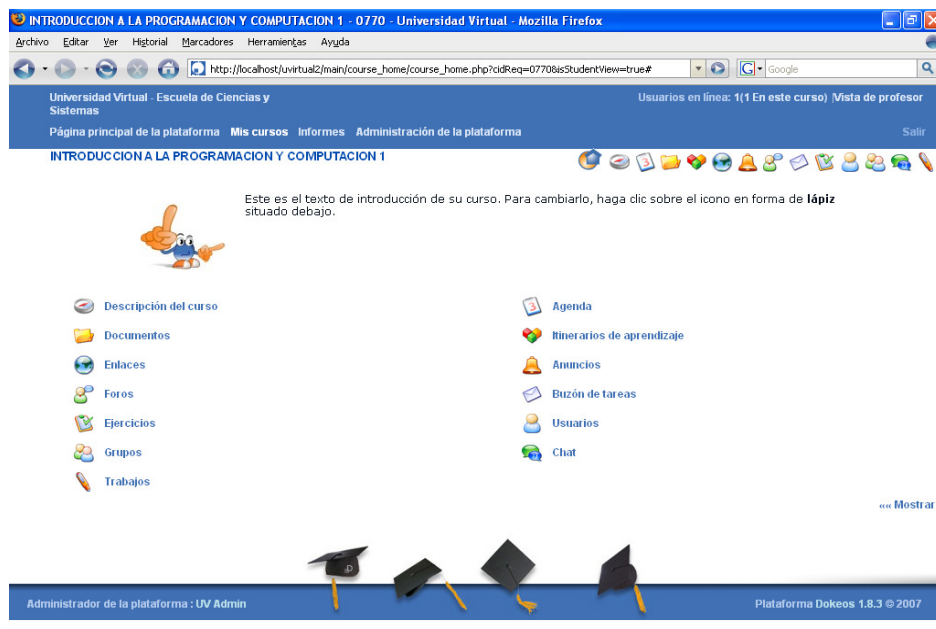 INTRODUCCION A LA PROGRAMACION Y COMPUTACION 1 - 0770 - Universidad Virtual - Mozilla Firefox
Archivo Editar Ver Historial Marcadores Herramientas Ayuda
http://localhost/uvirtual2/main/course_home/course_home.php?cidReq=0770&isStudentView=true#
G Google
Universidad Virtual - Escuela de Ciencias y
Sistemas
Usuarios en línea: 1(1 En este curso) |Vista de profesor
Página principal de la plataforma Mis cursos Informes Administración de la plataforma
Salir
INTRODUCCION A LA PROGRAMACION Y COMPUTACION 1
Este es el texto de introducción de su curso. Para cambiarlo, haga clic sobre el icono en forma de lápiz
situado debajo.
Descripción del curso
Agenda
Documentos
Itinerarios de aprendizaje
Enlaces
Anuncios
Foros
Buzón de tareas
Ejercicios
Usuarios
Grupos
Chat
Trabajos
«« Mostrar
Administrador de la plataforma : UV Admin
Plataforma Dokeos 1.8.3 © 2007